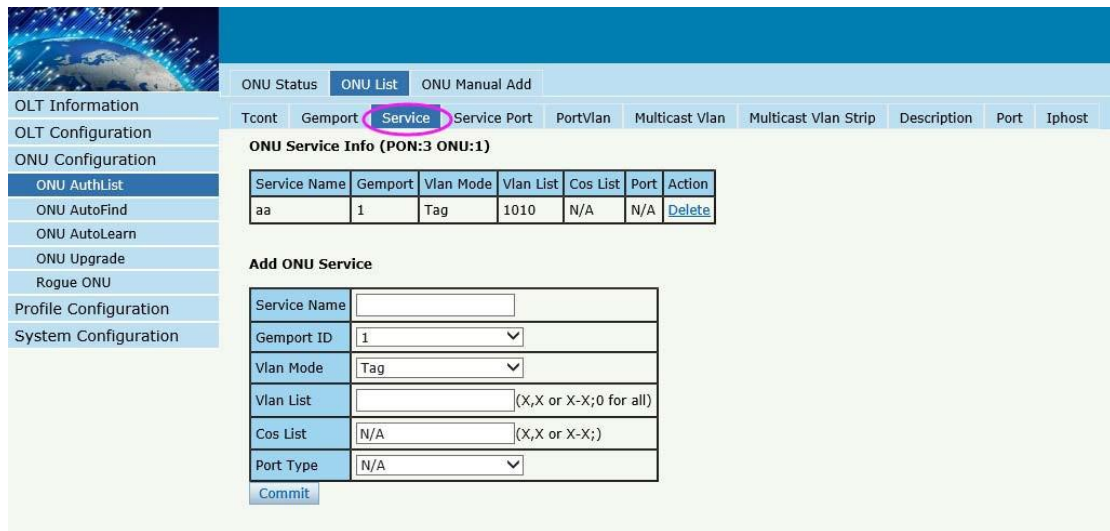 ONU Status ONU List ONU Manual Add
OLT Information
OLT Configuration
ONU Configuration
ONU AuthList
ONU AutoFind
ONU AutoLearn
ONU Upgrade
Rogue ONU
Profile Configuration
System Configuration
Tcont Gemport Service Service Port PortVlan Multicast Vlan Multicast Vlan Strip Description Port Iphost
ONU Service Info (PON:3 ONU:1)
Service Name Gemport Vlan Mode Vlan List Cos List Port Action
aa 1 Tag 1010 N/A N/A Delete
Add ONU Service
Service Name
Gemport ID 1
Vlan Mode Tag
Vlan List (X,X or X-X;0 for all)
Cos List N/A (X,X or X-X;)
Port Type N/A
Commit